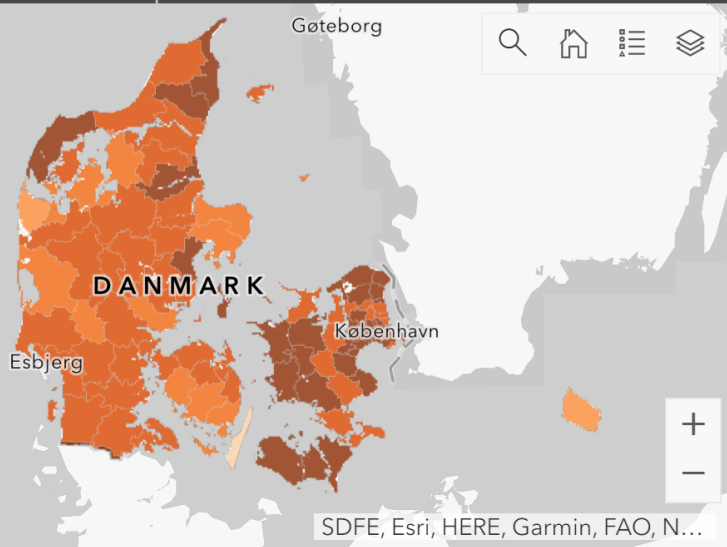 Gøteborg
DANMARK
København
Esbjerg
SDFE, Esri, HERE, Garmin, FAO, N...